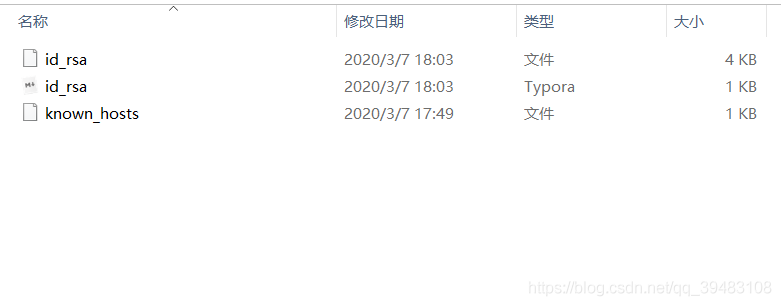 名称 修改日期 类型 大小
id_rsa 2020/3/7 18:03 文件 4 KB
id_rsa 2020/3/7 18:03 Typora 1 KB
known_hosts 2020/3/7 17:49 文件 1 KB
https://blog.csdn.net/qq_39483108